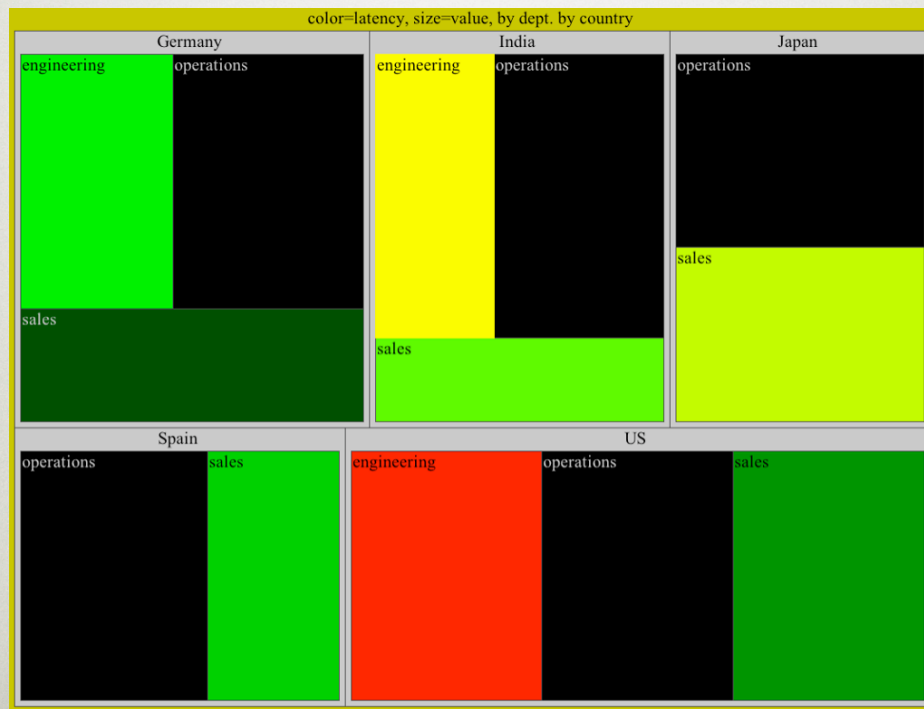 color=latency, size=value, by dept. by country
Germany
India
Japan
engineering
operations
engineering
operations
operations
sales
sales
sales
Spain
US
operations
sales
engineering
operations
sales